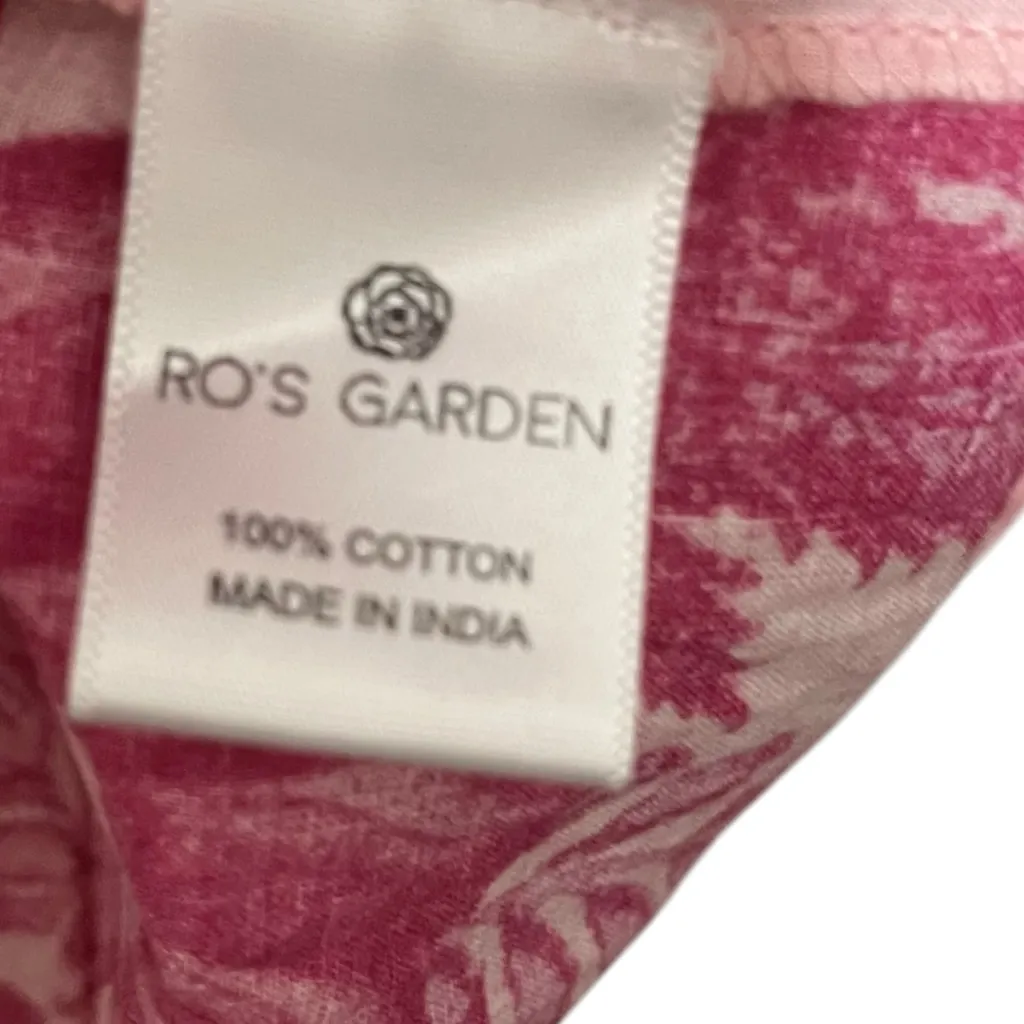 RO'S GARDEN
100% COTTON
MADE IN INDIA